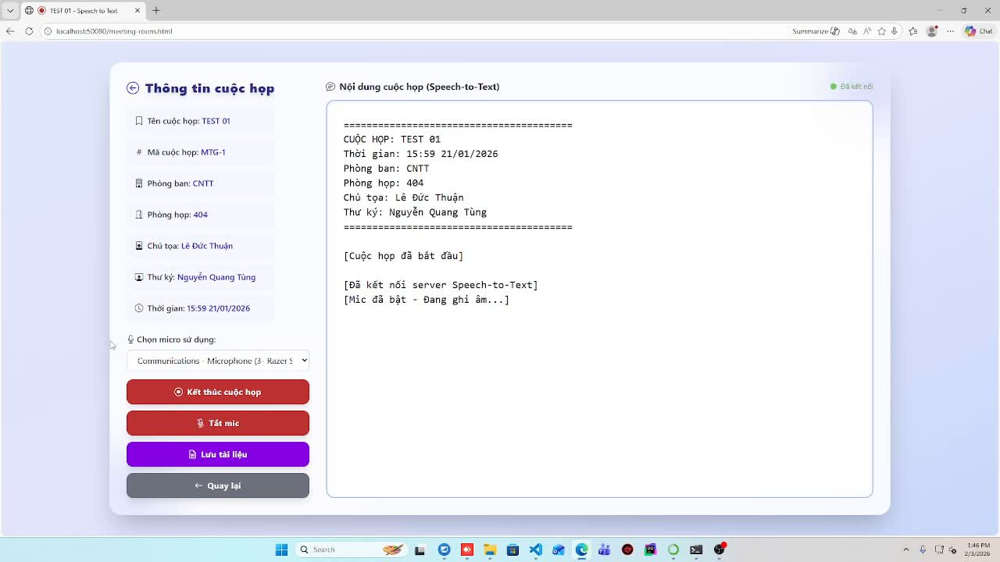 TEST 01 - Speech to Text
localhost:50080/meeting-room.html
Summarize
Chat
Thông tin cuộc họp
Tên cuộc họp: TEST 01
# Mã cuộc họp: MTG-1
Phòng ban: CNTT
Phòng họp: 404
Chủ tọa: Lê Đức Thuận
Thư ký: Nguyễn Quang Tùng
Thời gian: 15:59 21/01/2026
Chọn micro sử dụng:
Communications - Microphone (3- Razer S
Kết thúc cuộc họp
Tắt mic
Lưu tài liệu
Quay lại
Nội dung cuộc họp (Speech-to-Text)
Đã kết nối
========================================
CUỘC HỌP: TEST 01
Thời gian: 15:59 21/01/2026
Phòng ban: CNTT
Phòng họp: 404
Chủ tọa: Lê Đức Thuận
Thư ký: Nguyễn Quang Tùng
========================================
[Cuộc họp đã bắt đầu]
[Đã kết nối server Speech-to-Text]
[Mic đã bật - Đang ghi âm...]
Search
1:46 PM
2/3/2026